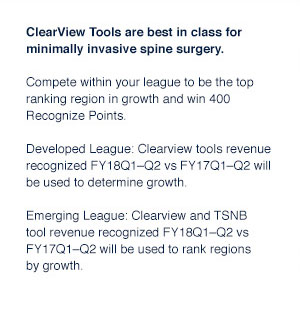 ClearView Tools are best in class for
minimally invasive spine surgery.
Compete within your league to be the top
ranking region in growth and win 400
Recognize Points.
Developed League: Clearview tools revenue
recognized FY18Q1–Q2 vs FY17Q1–Q2 will
be used to determine growth.
Emerging League: Clearview and TSNB
tool revenue recognized FY18Q1–Q2 vs
FY17Q1–Q2 will be used to rank regions
by growth.